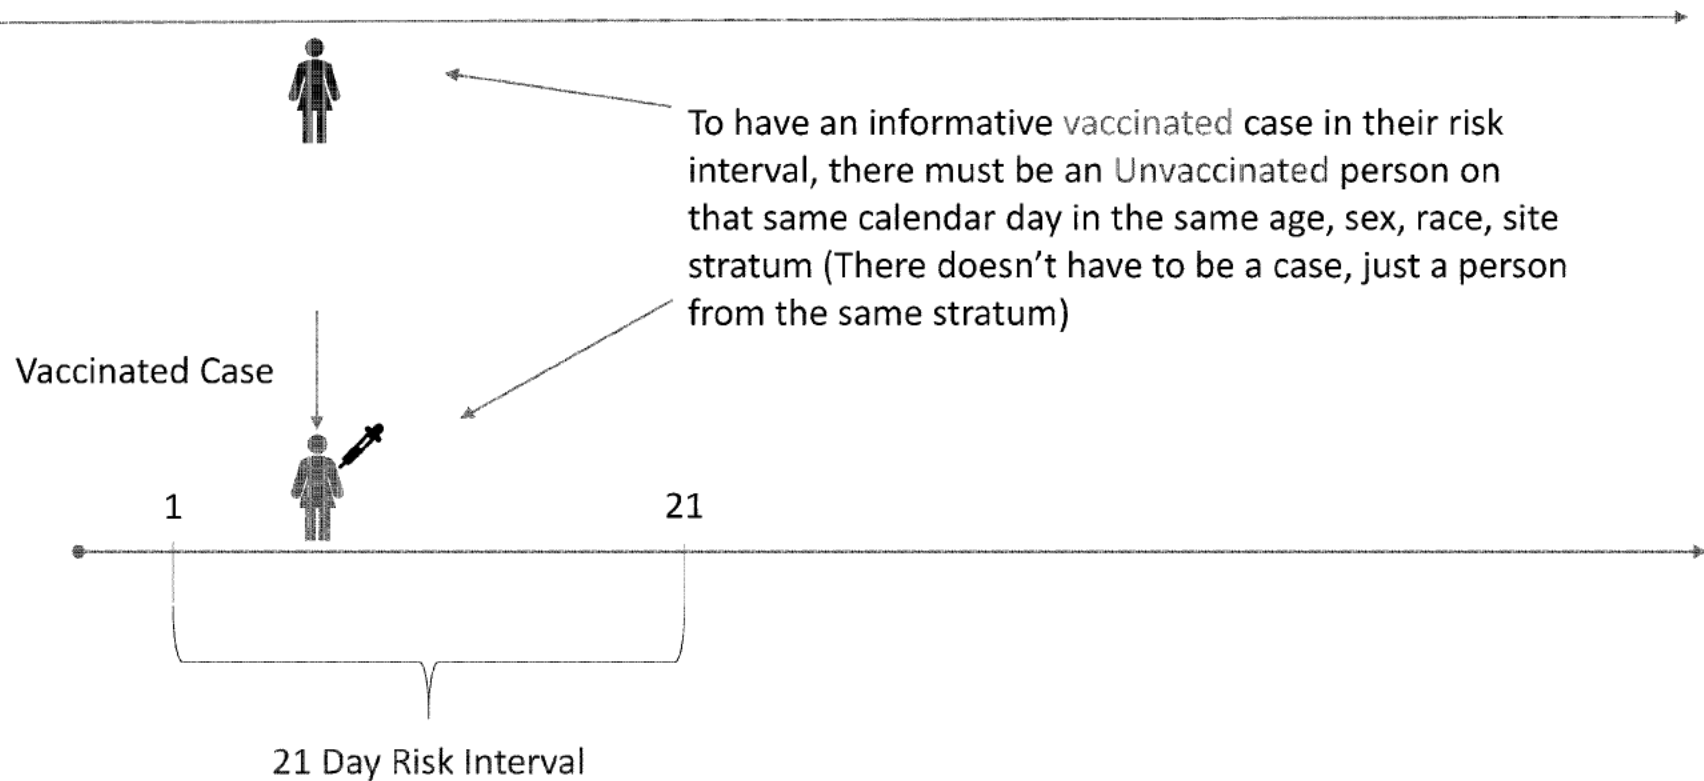 To have an informative vaccinated case in their risk
interval, there must be an Unvaccinated person on
that same calendar day in the same age, sex, race, site
stratum (There doesn't have to be a case, just a person
from the same stratum)
Vaccinated Case
1
21
21 Day Risk Interval